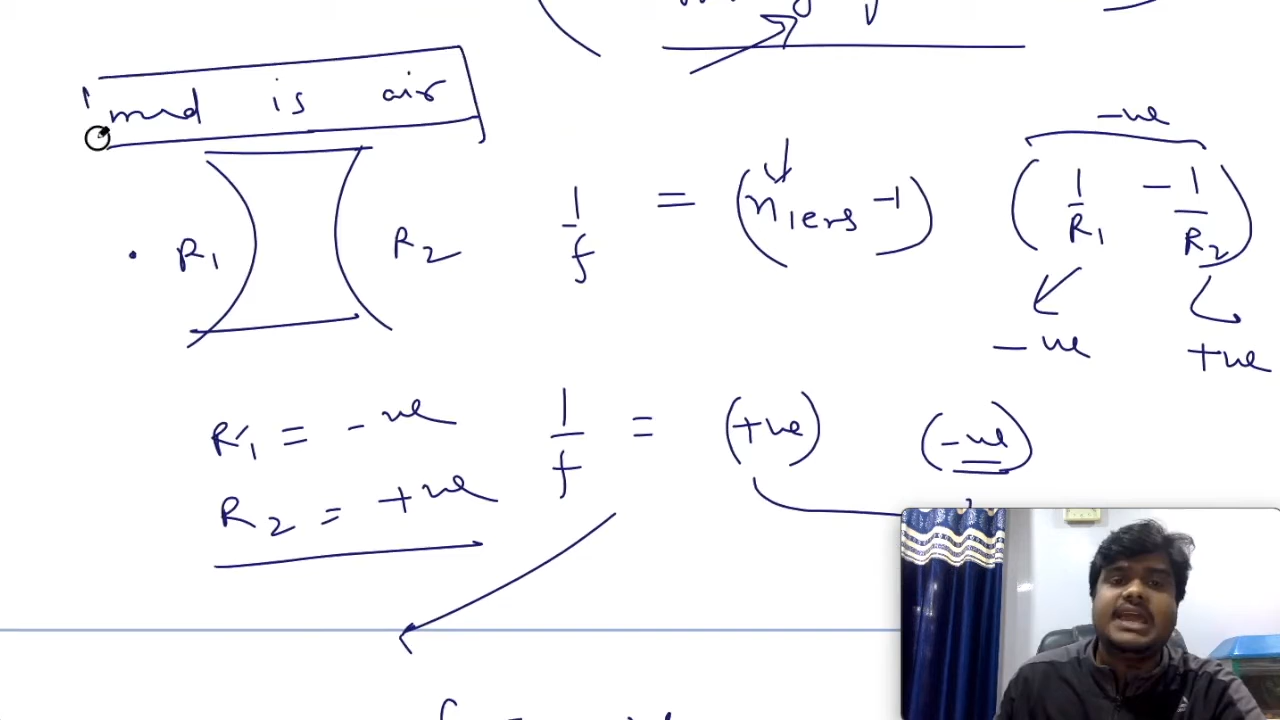 med is air
-ve
R1 R2 1/f = (n lens -1) (1/R1 - 1/R2)
-ve +ve
R1 = -ve 1/f = (+ve) (-ve)
R2 = +ve